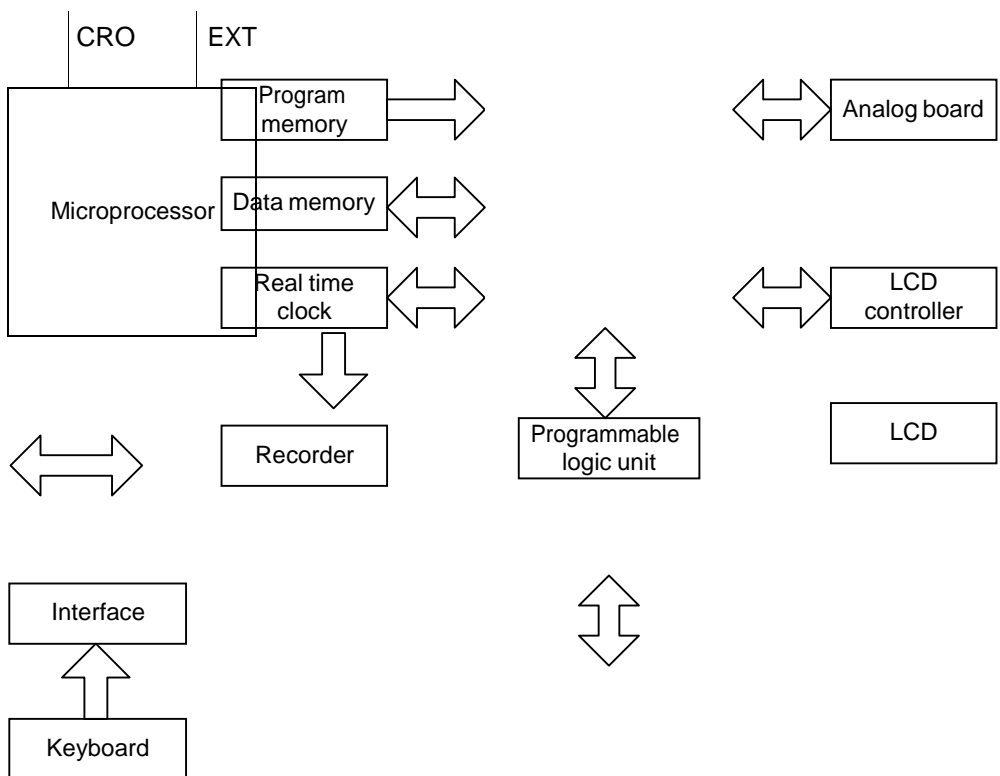 CRO
EXT
Program
memory
Analog board
Microprocessor
Data memory
Real time
clock
LCD
controller
Recorder
Programmable
logic unit
LCD
Interface
Keyboard